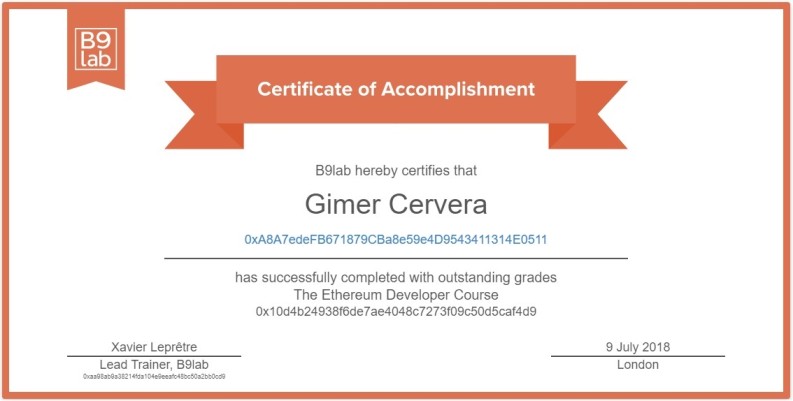 B9
lab
Certificate of Accomplishment
B9lab hereby certifies that
Gimer Cervera
0xA8A7edeFB671879CBa8e59e4D9543411314E0511
has successfully completed with outstanding grades
The Ethereum Developer Course
0x10d4b24938f6de7ae4048c7273f09c50d5caf4d9
Xavier Leprêtre
9 July 2018
Lead Trainer, B9lab
London